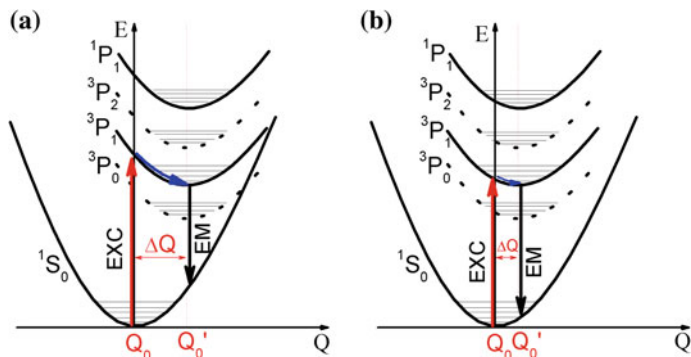 (a)
E
¹P₁
³P₂
³P₁
³P₀
¹S₀
EXC
ΔQ
EM
Q₀
Q₀'
Q
(b)
E
¹P₁
³P₂
³P₁
³P₀
¹S₀
EXC
ΔQ
EM
Q₀
Q₀'
Q